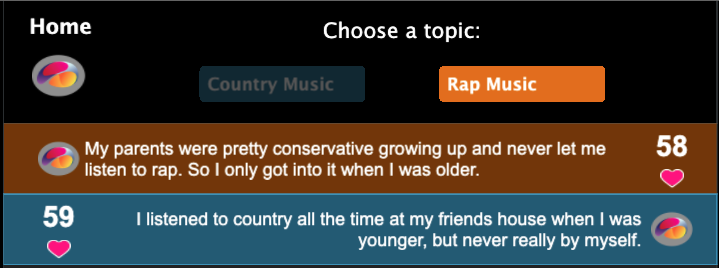 Home
Choose a topic:
Country Music
Rap Music
My parents were pretty conservative growing up and never let me
listen to rap. So I only got into it when I was older.
58
59
I listened to country all the time at my friends house when I was
younger, but never really by myself.